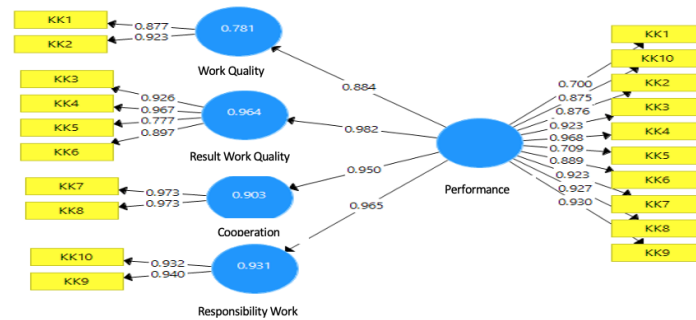 KK1
0.877
0.781
KK2
0.923
Work Quality
KK3
0.926
KK4
0.967
0.964
KK5
0.777
KK6
0.897
Result Work Quality
KK7
0.973
0.903
KK8
0.973
Cooperation
KK10
0.932
0.931
KK9
0.940
Responsibility Work
0.884
0.982
0.950
0.965
Performance
0.700
0.875
0.876
0.923
0.968
0.709
0.889
0.923
0.927
0.930
KK1
KK10
KK2
KK3
KK4
KK5
KK6
KK7
KK8
KK9